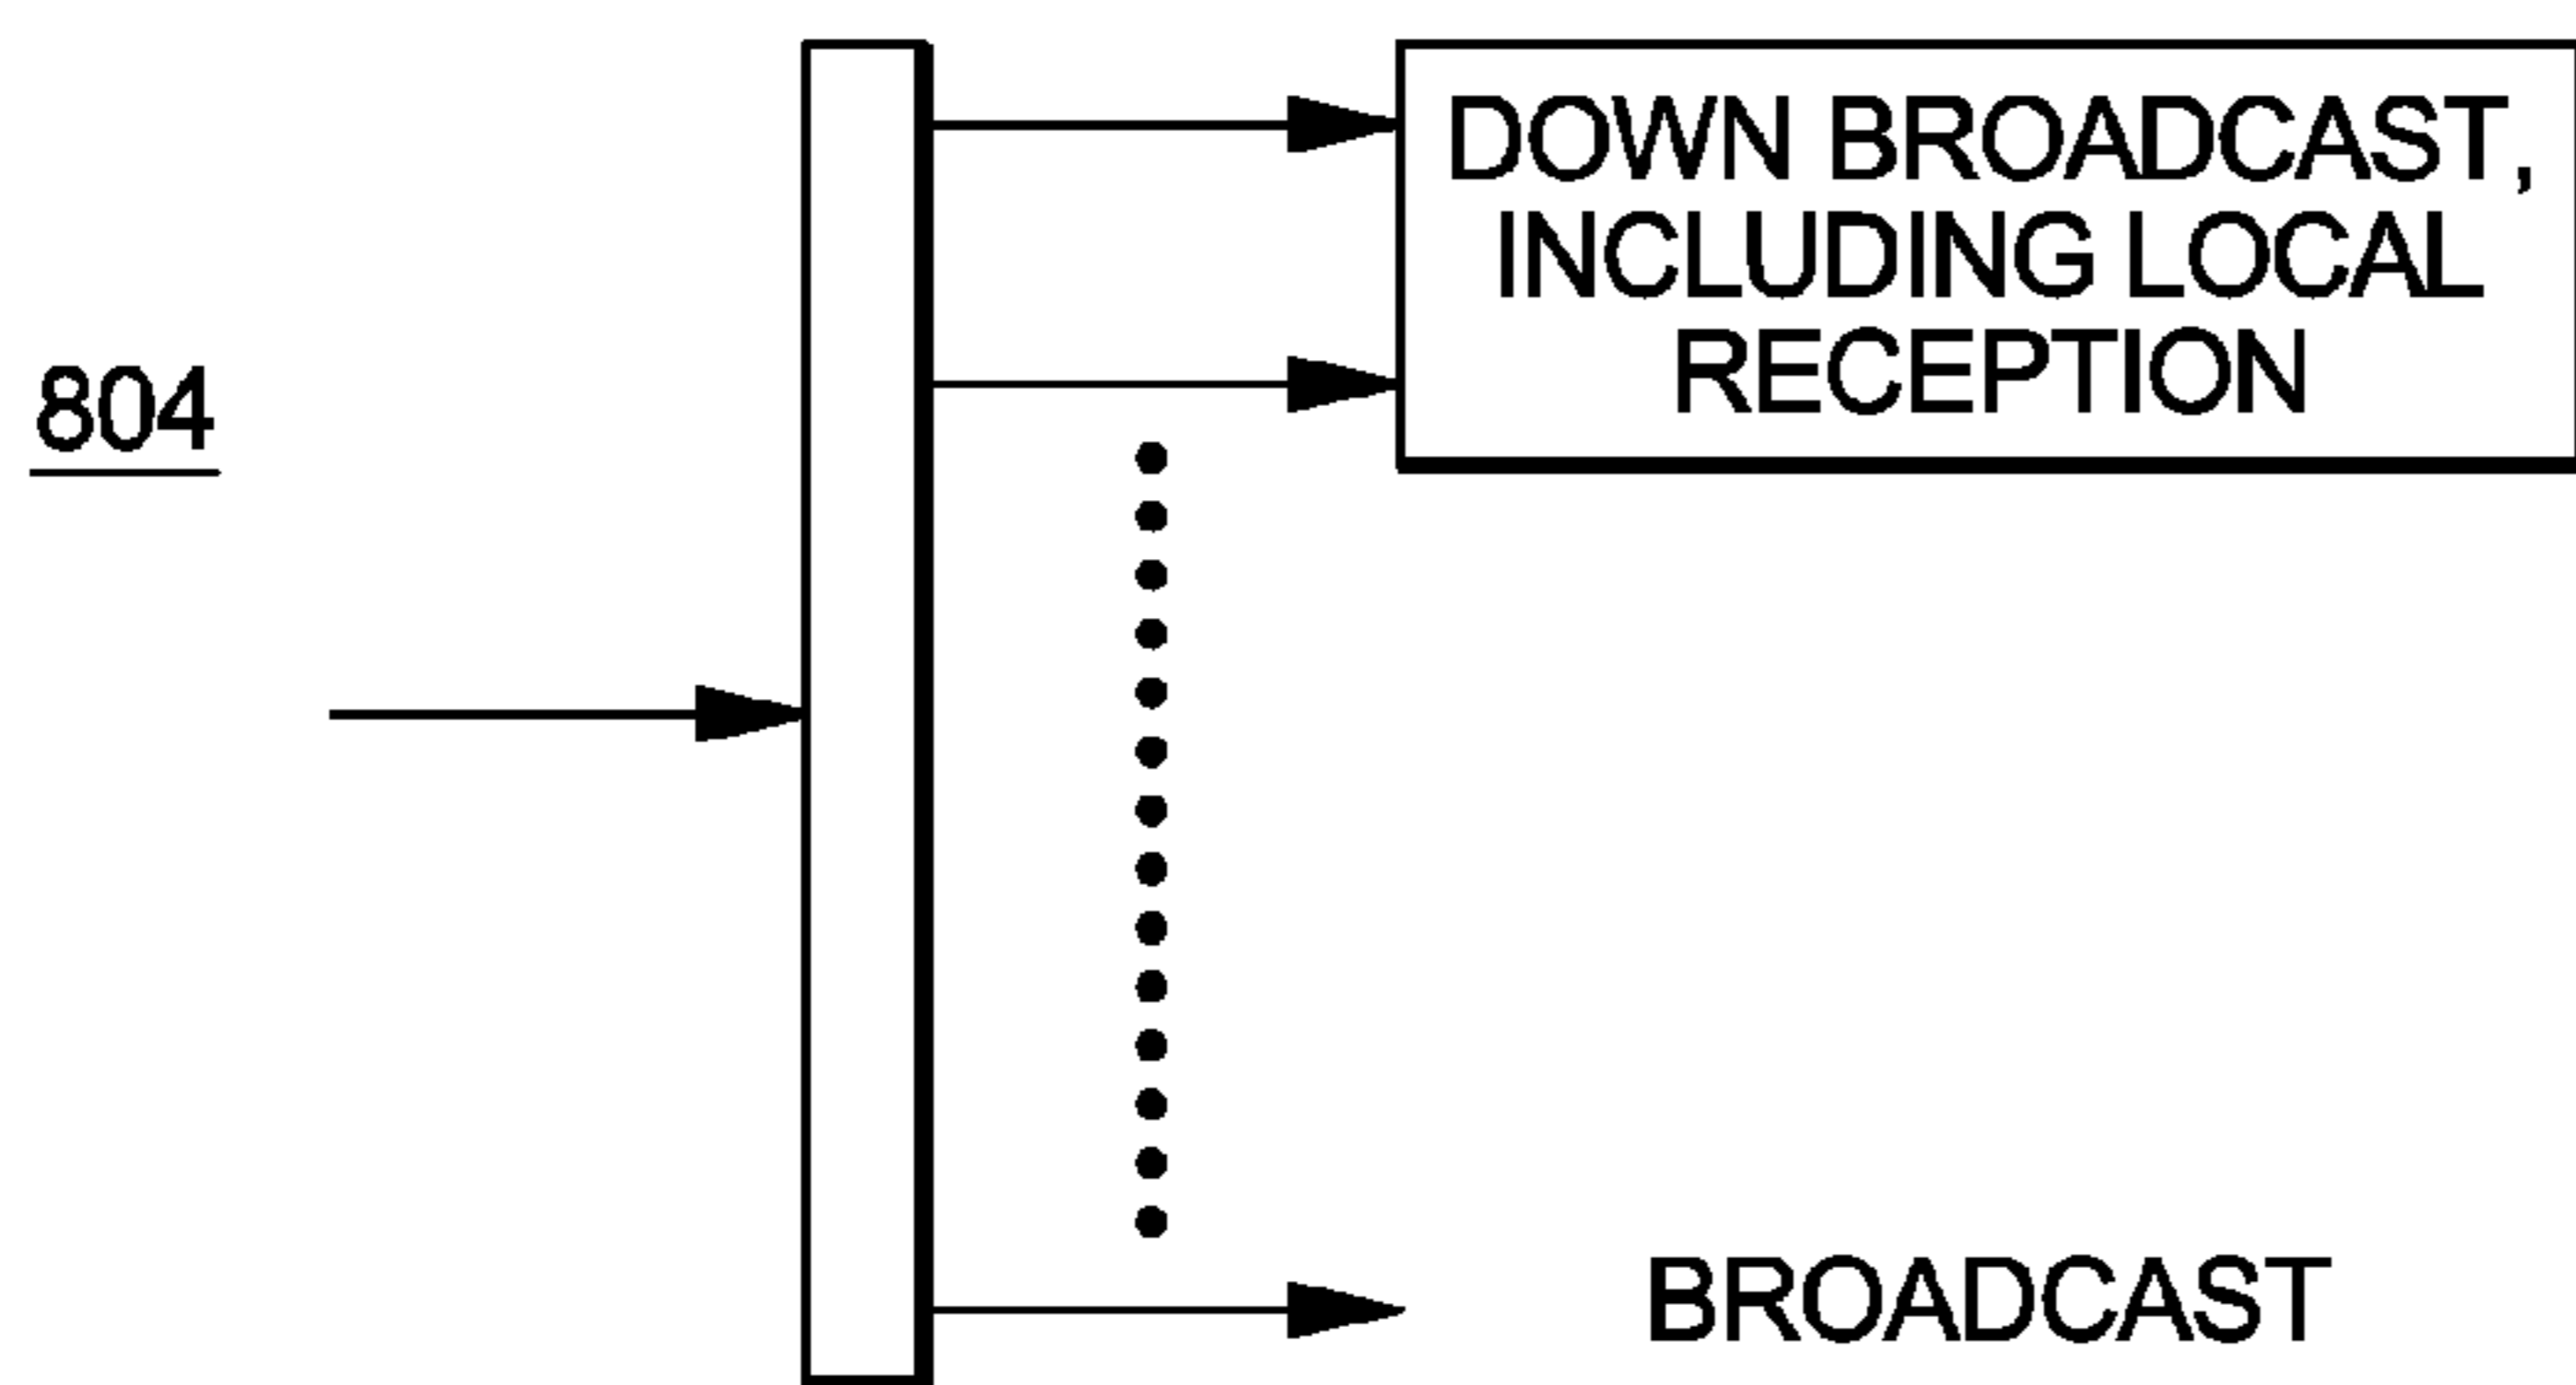 DOWN BROADCAST,
INCLUDING LOCAL
RECEPTION
804
BROADCAST